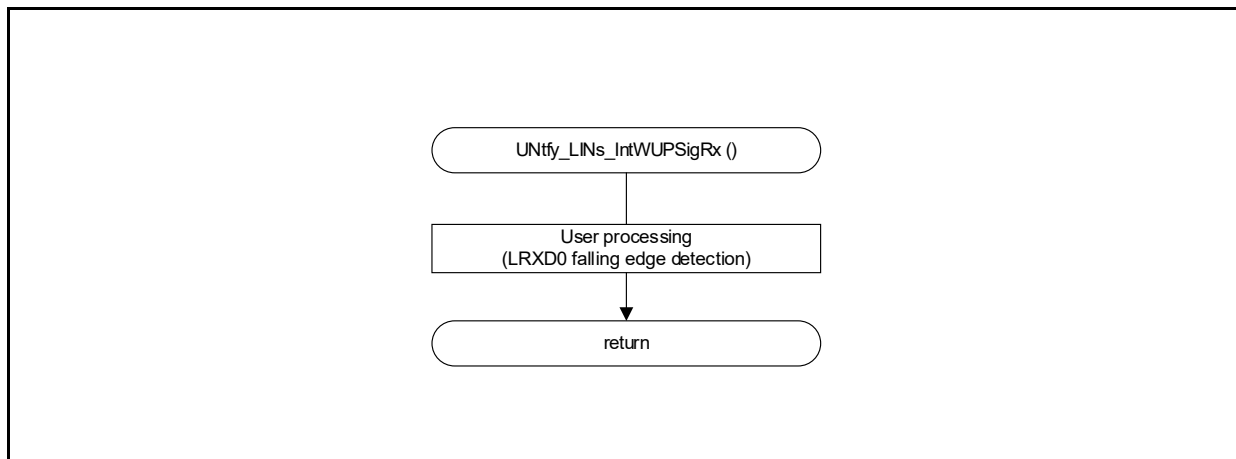 UNtfy_LINs_IntWUPSigRx ()
User processing
(LRXD0 falling edge detection)
return